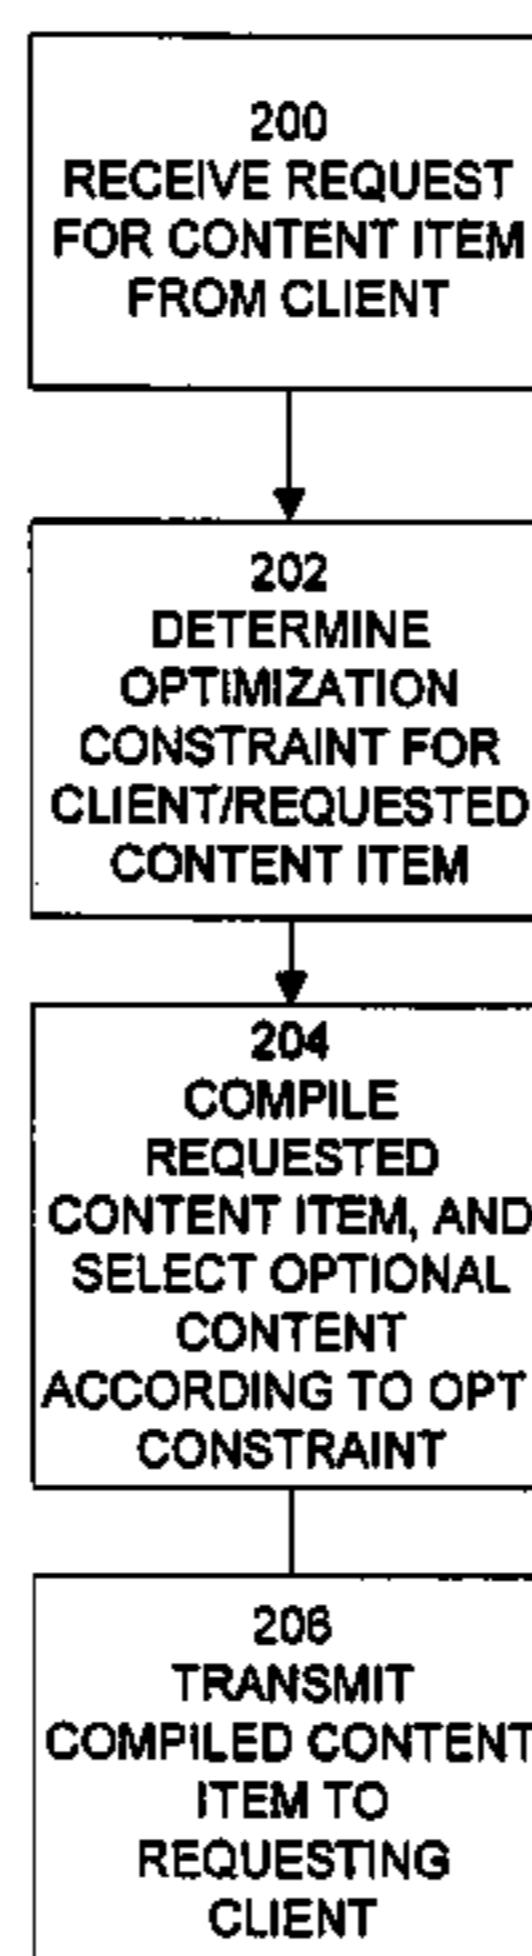 200
RECEIVE REQUEST
FOR CONTENT ITEM
FROM CLIENT
202
DETERMINE
OPTIMIZATION
CONSTRAINT FOR
CLIENT/REQUESTED
CONTENT ITEM
204
COMPILE
REQUESTED
CONTENT ITEM, AND
SELECT OPTIONAL
CONTENT
ACCORDING TO OPT
CONSTRAINT
206
TRANSMIT
COMPILED CONTENT
ITEM TO
REQUESTING
CLIENT